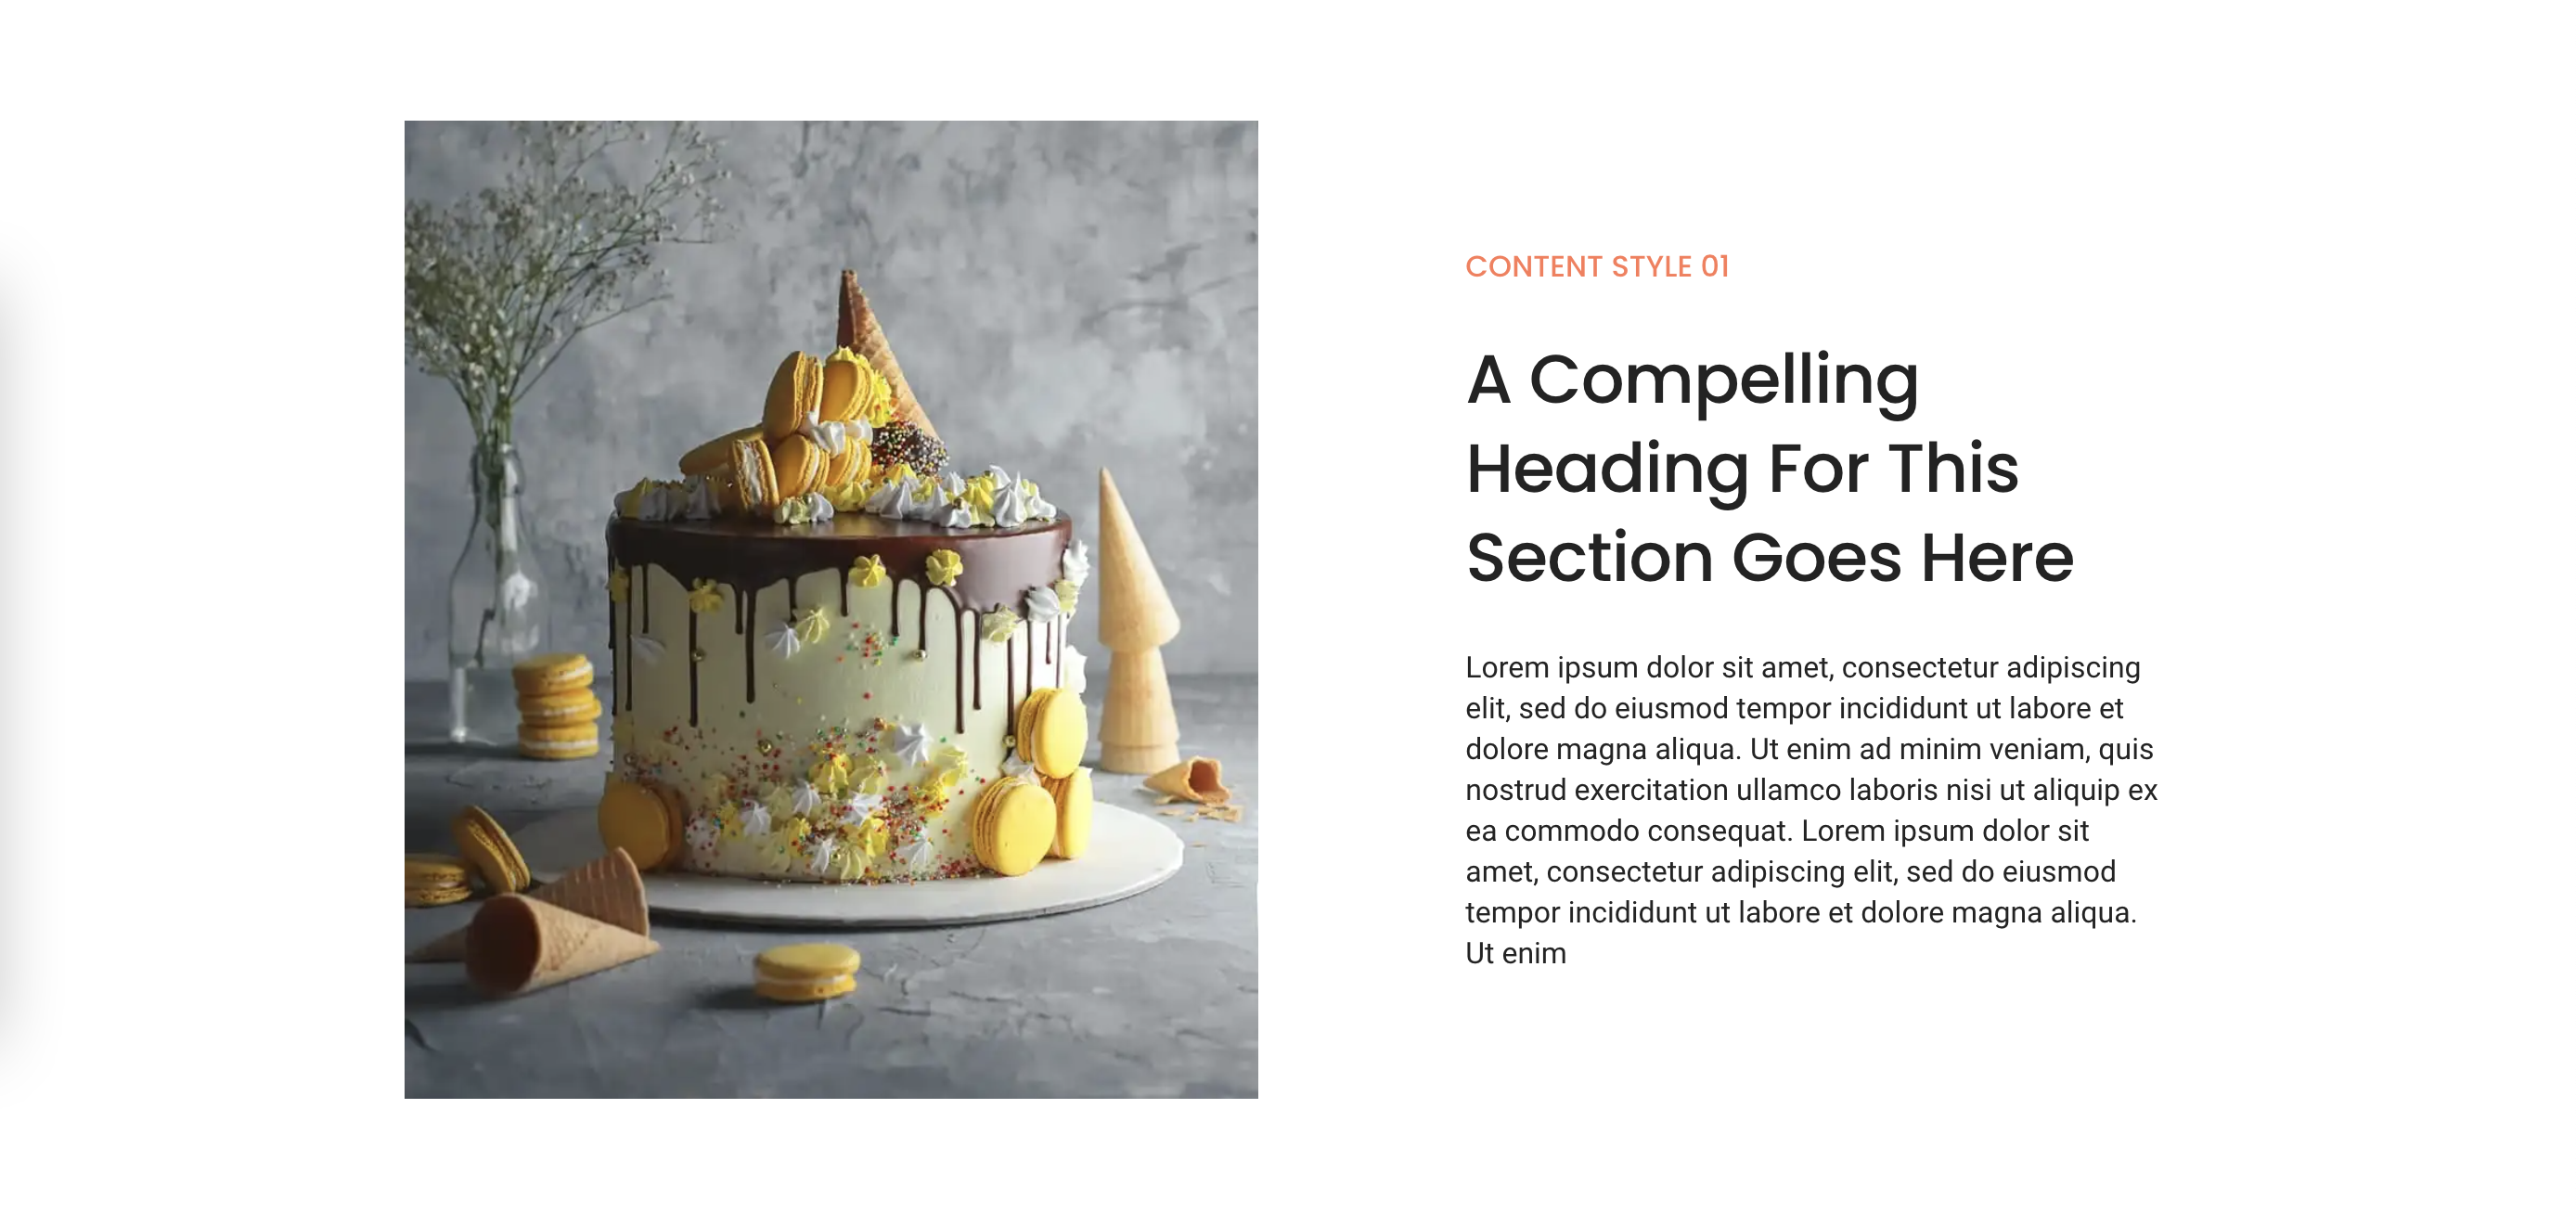 CONTENT STYLE 01
A Compelling
Heading For This
Section Goes Here
Lorem ipsum dolor sit amet, consectetur adipiscing
elit, sed do eiusmod tempor incididunt ut labore et
dolore magna aliqua. Ut enim ad minim veniam, quis
nostrud exercitation ullamco laboris nisi ut aliquip ex
ea commodo consequat. Lorem ipsum dolor sit
amet, consectetur adipiscing elit, sed do eiusmod
tempor incididunt ut labore et dolore magna aliqua.
Ut enim